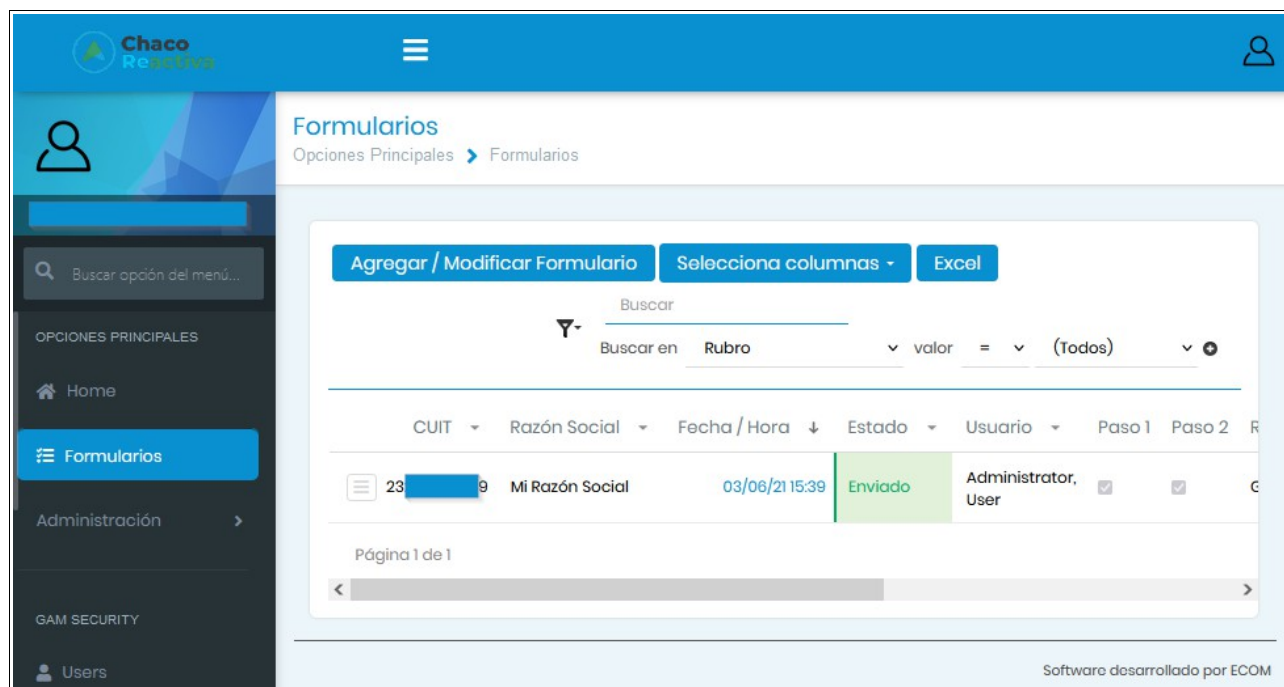 Chaco
Reactiva
Formularios
Opciones Principales Formularios
Buscar opción del menú...
OPCIONES PRINCIPALES
Home
Formularios
Administración
GAM SECURITY
Users
Agregar / Modificar Formulario Selecciona columnas Excel
Buscar
Buscar en Rubro valor = (Todos)
CUIT Razón Social Fecha / Hora Estado Usuario Paso 1 Paso 2
23 9 Mi Razón Social 03/06/21 15:39 Enviado Administrator,
User
Página 1 de 1
Software desarrollado por ECOM